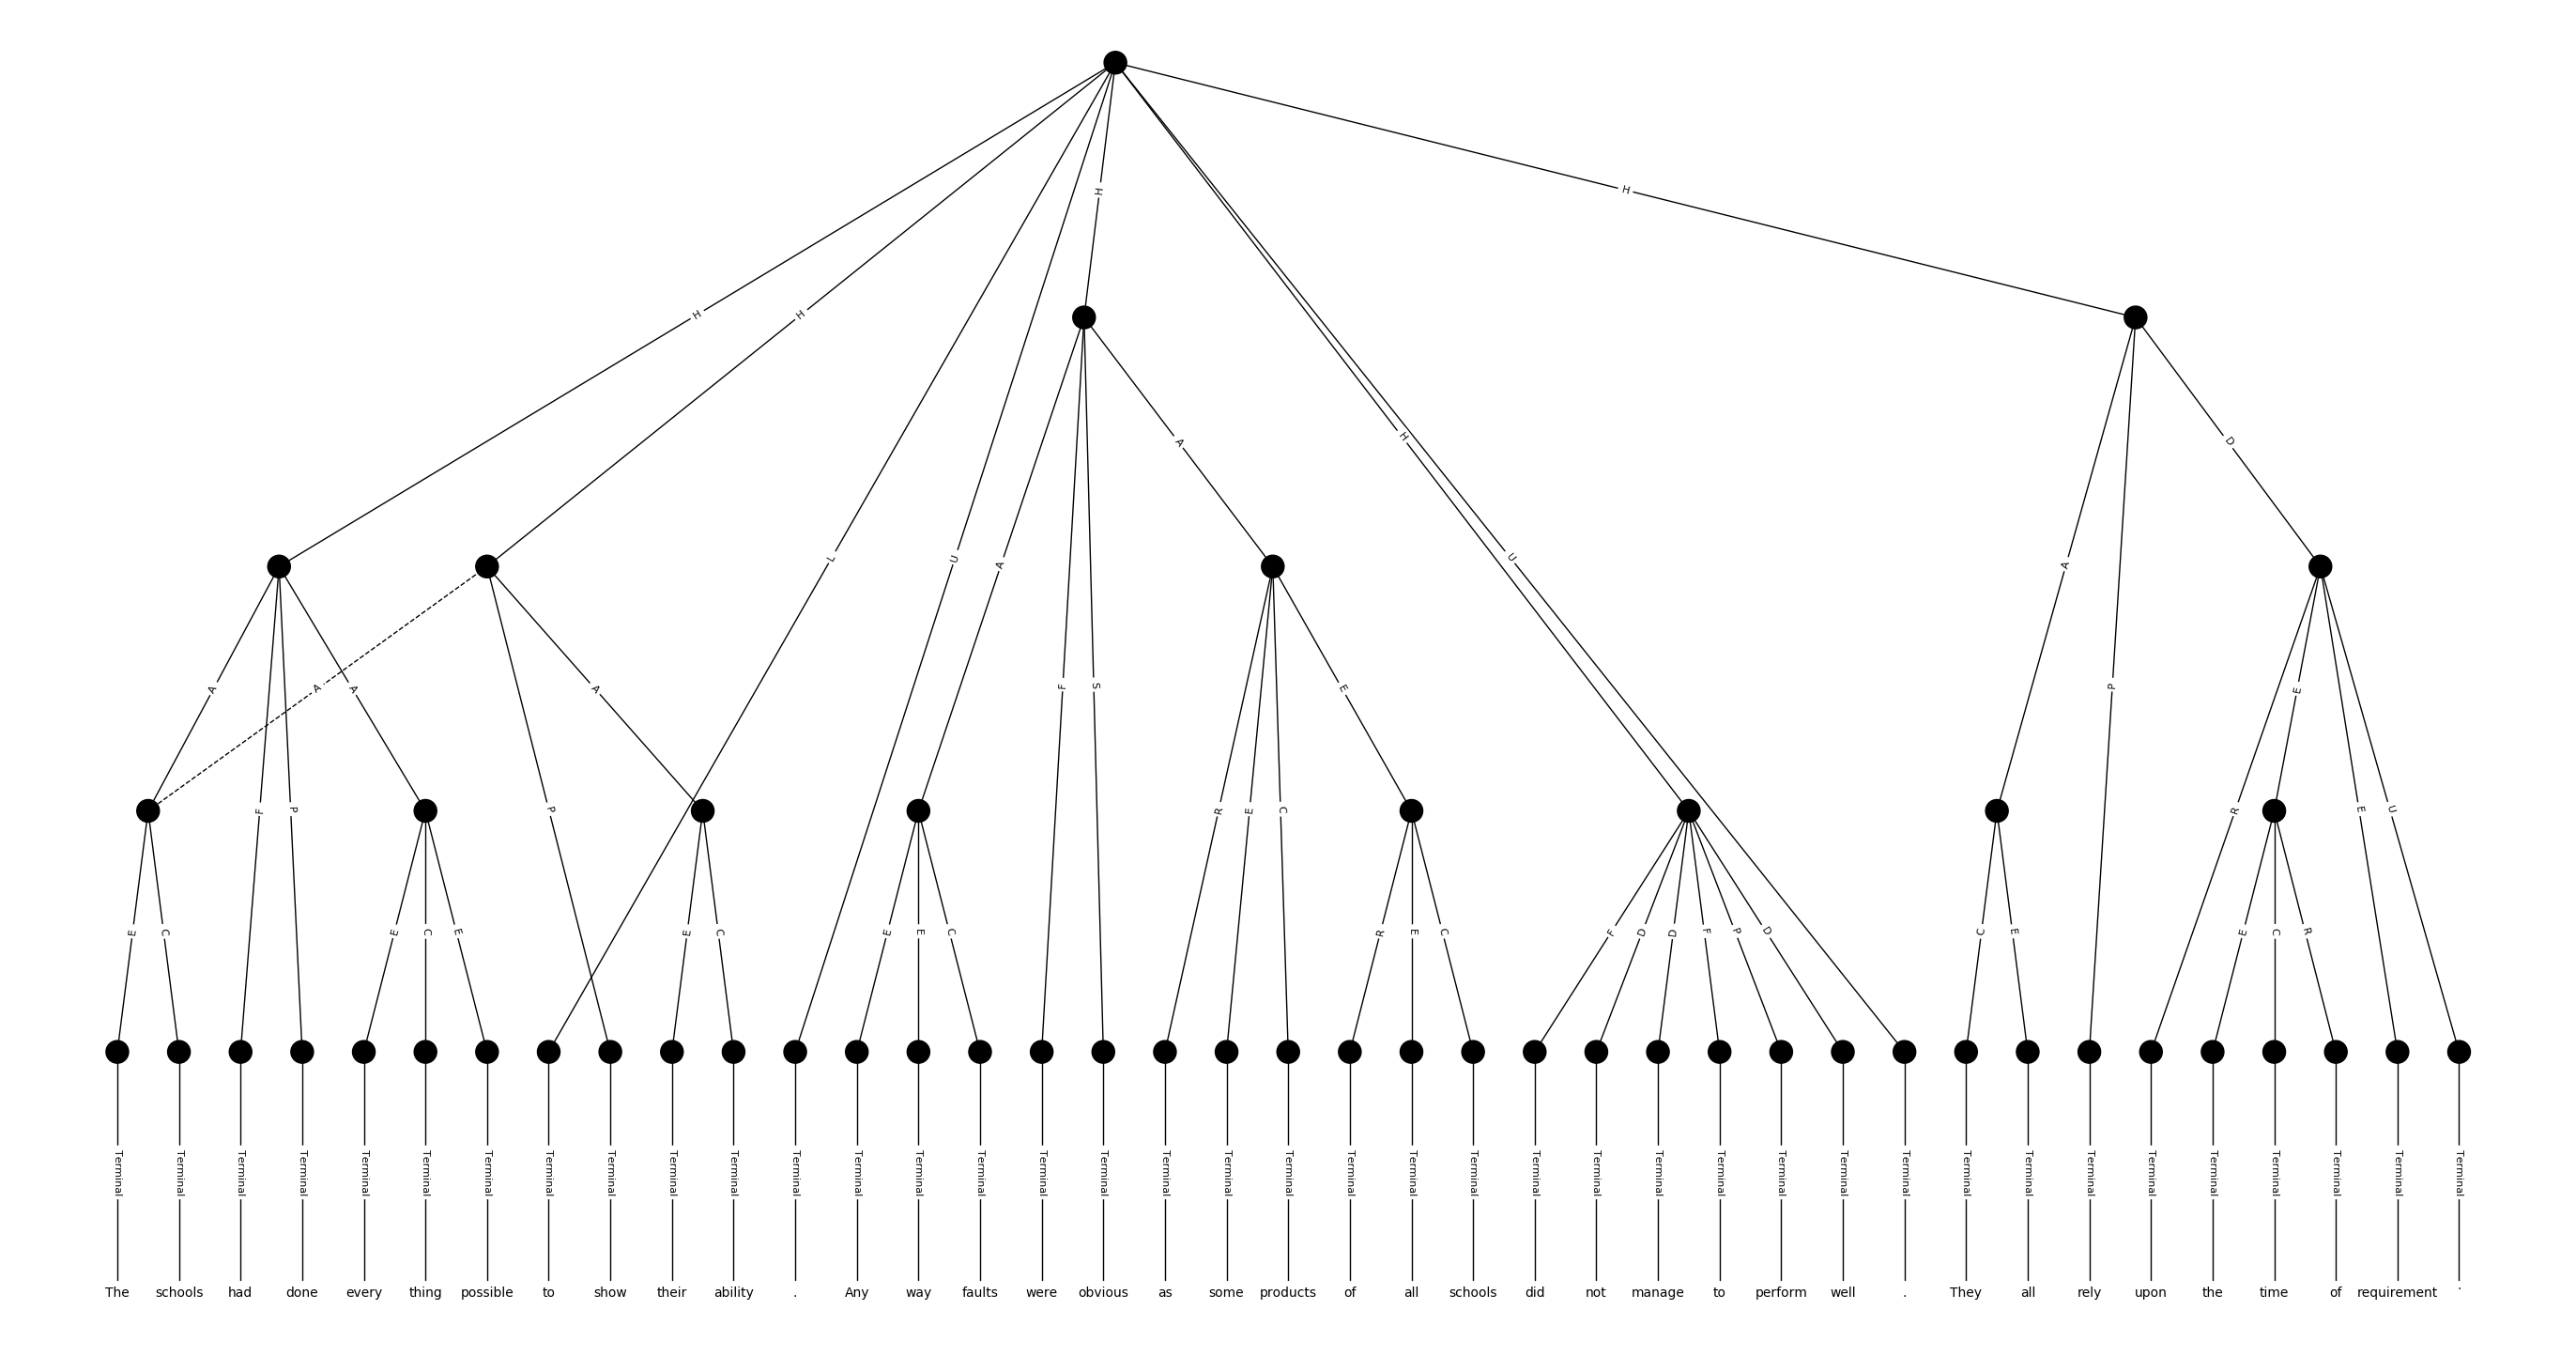 H
H H
H
L U A A D
U
A
F S
E
P
E
A A A A
F P P R E C R E U
E C E C E E C E E C R E C F D D F P D C E E C R
Terminal Terminal Terminal Terminal Terminal Terminal Terminal Terminal Terminal Terminal Terminal Terminal Terminal Terminal Terminal Terminal Terminal Terminal Terminal Terminal Terminal Terminal Terminal Terminal Terminal Terminal Terminal Terminal Terminal Terminal Terminal Terminal Terminal Terminal Terminal Terminal Terminal Terminal Terminal
The schools had done every thing possible to show their ability . Any way faults were obvious as some products of all schools did not manage to perform well . They all rely upon the time of requirement .